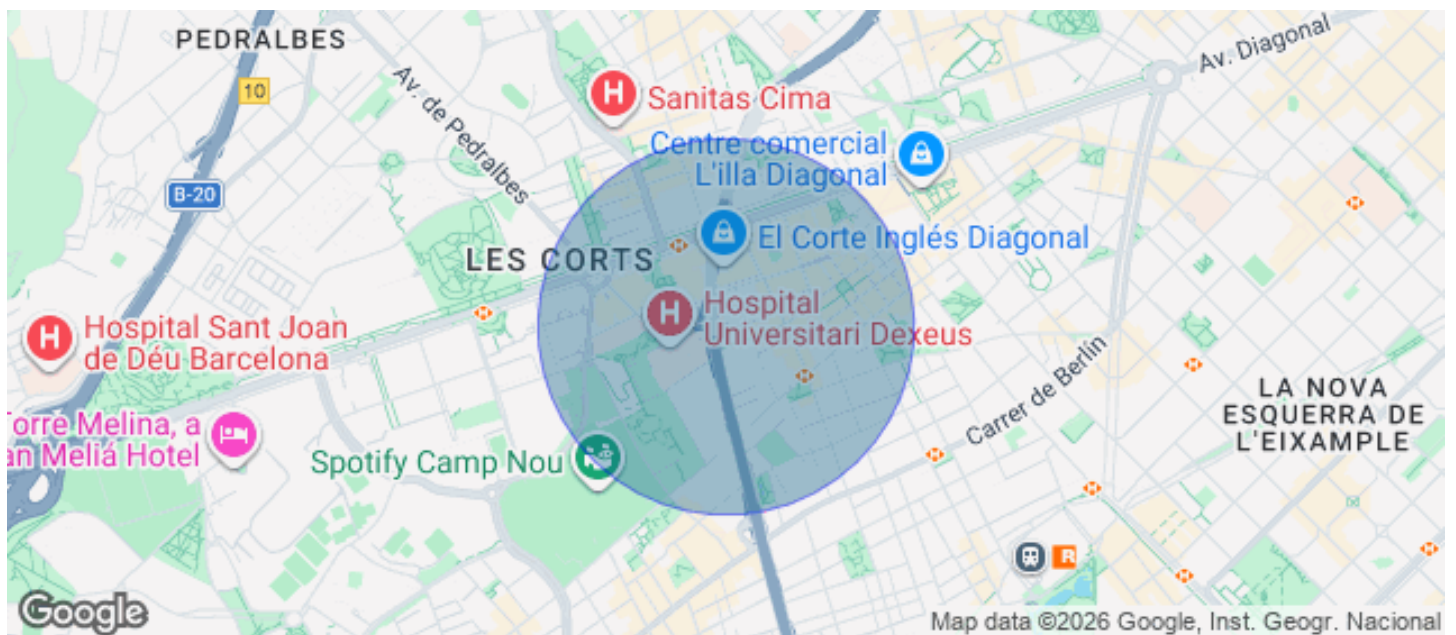 PEDRALBES
Av. Diagonal
10
Av. de Pedralbes
H
Sanitas Cima
Centre comercial
L'illa Diagonal
B-20
El Corte Inglés Diagonal
LES CORTS
H
Hospital
Universitari Dexeus
H
Hospital Sant Joan
de Déu Barcelona
Carrer de Berlín
LA NOVA
ESQUERRA DE
L'EIXAMPLE
Torre Melina, a
an Meliá Hotel
Spotify Camp Nou
R
Google
Map data ©2026 Google, Inst. Geogr. Nacional